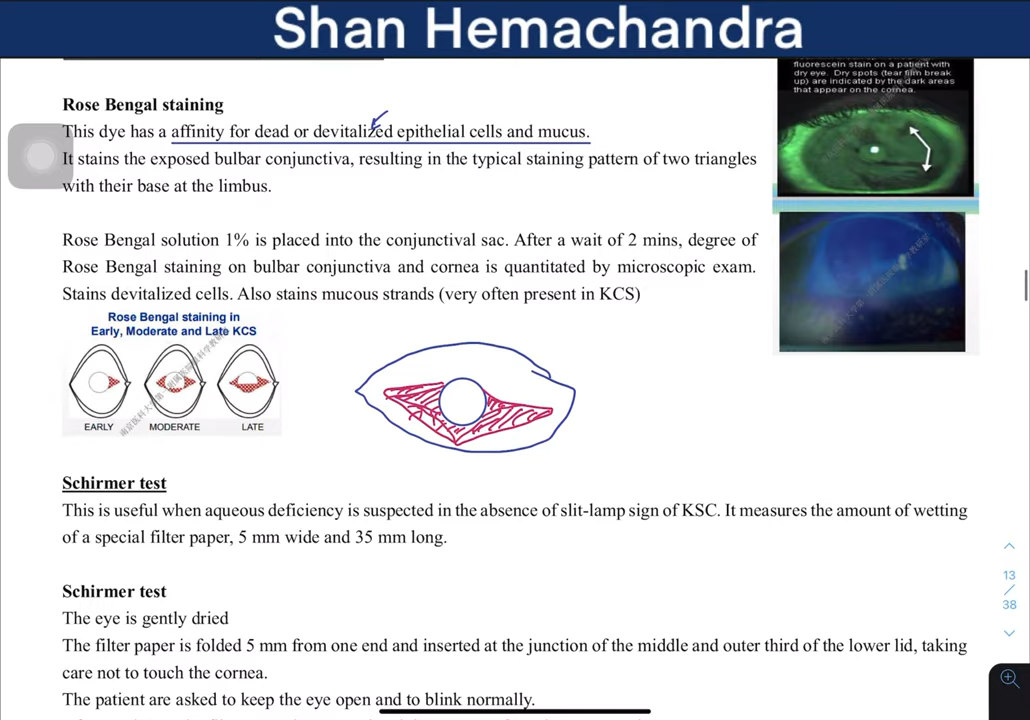 Shan Hemachandra
fluorescein stain on a patient with
dry eye. Dry spots (tear film break
up) are indicated by the dark areas
that appear on the cornea.
Rose Bengal staining
This dye has a affinity for dead or devitalized epithelial cells and mucus.
It stains the exposed bulbar conjunctiva, resulting in the typical staining pattern of two triangles
with their base at the limbus.
Rose Bengal solution 1% is placed into the conjunctival sac. After a wait of 2 mins, degree of
Rose Bengal staining on bulbar conjunctiva and cornea is quantitated by microscopic exam.
Stains devitalized cells. Also stains mucous strands (very often present in KCS)
Rose Bengal staining in
Early, Moderate and Late KCS
EARLY MODERATE LATE
Schirmer test
This is useful when aqueous deficiency is suspected in the absence of slit-lamp sign of KSC. It measures the amount of wetting
of a special filter paper, 5 mm wide and 35 mm long.
Schirmer test
The eye is gently dried
The filter paper is folded 5 mm from one end and inserted at the junction of the middle and outer third of the lower lid, taking
care not to touch the cornea.
The patient are asked to keep the eye open and to blink normally.
13
/
38